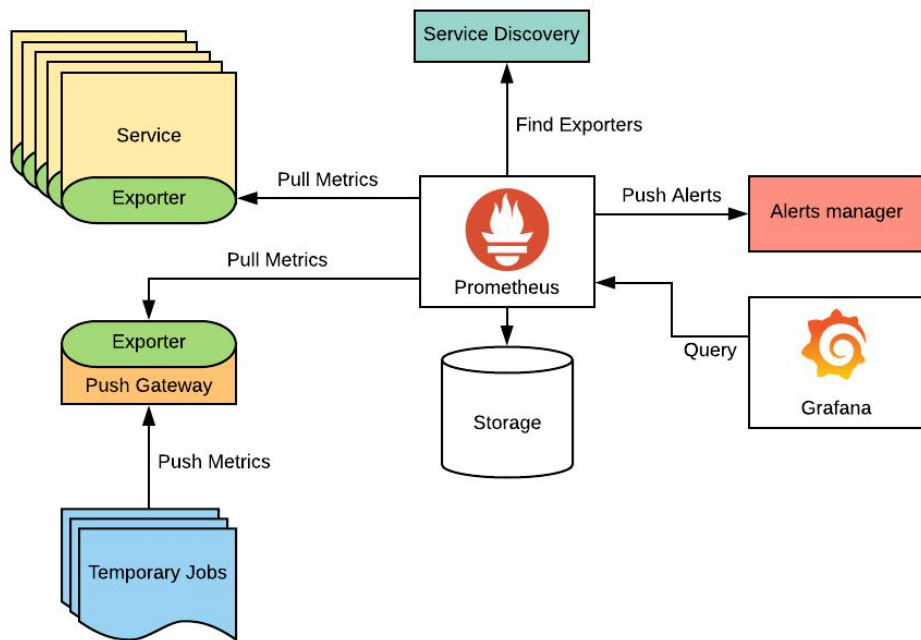 Service Discovery
Find Exporters
Service
Exporter
Pull Metrics
Push Alerts
Alerts manager
Pull Metrics
Prometheus
Exporter
Push Gateway
Query
Grafana
Storage
Push Metrics
Temporary Jobs